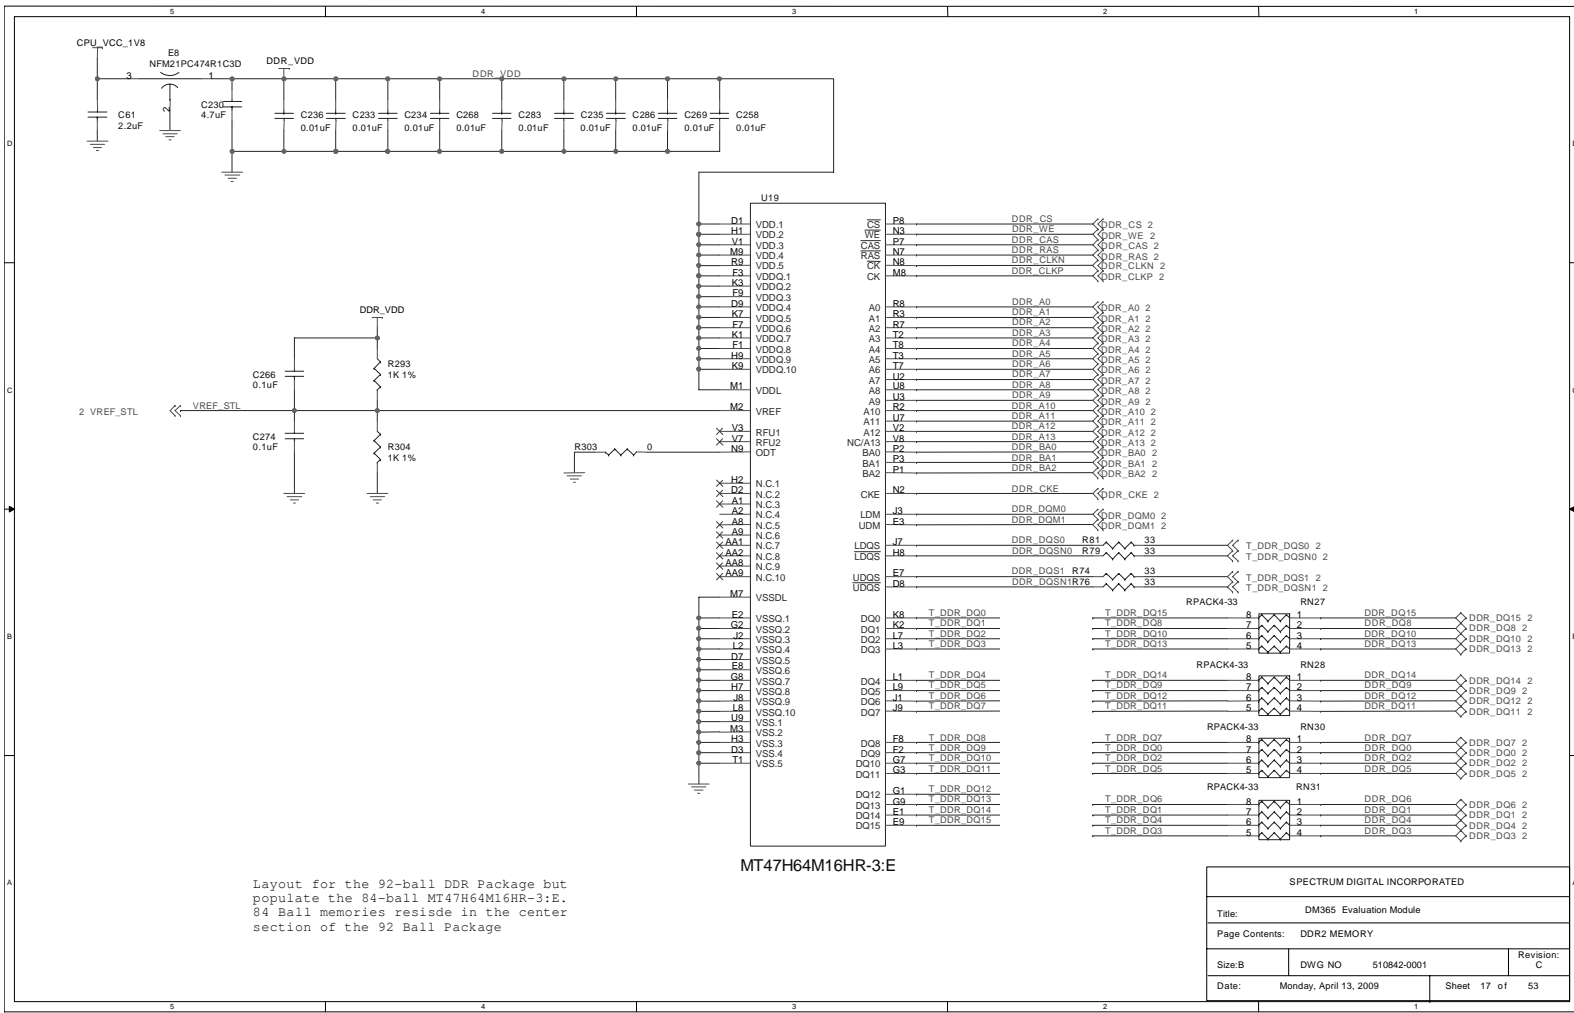 5 4 3 2 1
D
C
B
A
CPU_VCC_1V8
E8
NFM21PC474R1C3D
3 1
2
C61
2.2uF
C230
4.7uF
DDR_VDD
DDR_VDD
C236
0.01uF
C233
0.01uF
C234
0.01uF
C268
0.01uF
C283
0.01uF
C235
0.01uF
C286
0.01uF
C269
0.01uF
C258
0.01uF
DDR_VDD
C266
0.1uF
R293
1K 1%
2 VREF_STL
VREF_STL
C274
0.1uF
R304
1K 1%
R303 0
U19
D1 VDD.1
H1 VDD.2
V1 VDD.3
M9 VDD.4
R9 VDD.5
F3 VDDQ.1
K3 VDDQ.2
F9 VDDQ.3
D9 VDDQ.4
K7 VDDQ.5
F7 VDDQ.6
K1 VDDQ.7
F1 VDDQ.8
H9 VDDQ.9
K9 VDDQ.10
M1 VDDL
M2 VREF
V3 RFU1
V7 RFU2
N9 ODT
H2 N.C.1
D2 N.C.2
A1 N.C.3
A2 N.C.4
A8 N.C.5
A9 N.C.6
AA1 N.C.7
AA2 N.C.8
AA8 N.C.9
AA9 N.C.10
M7 VSSDL
E2 VSSQ.1
G2 VSSQ.2
J2 VSSQ.3
L2 VSSQ.4
D7 VSSQ.5
E8 VSSQ.6
G8 VSSQ.7
H7 VSSQ.8
J8 VSSQ.9
L8 VSSQ.10
U9 VSS.1
M3 VSS.2
H3 VSS.3
D3 VSS.4
T1 VSS.5
CS P8 DDR_CS DDR_CS 2
WE N3 DDR_WE DDR_WE 2
CAS P7 DDR_CAS DDR_CAS 2
RAS N7 DDR_RAS DDR_RAS 2
CK N8 DDR_CLKN DDR_CLKN 2
CK M8 DDR_CLKP DDR_CLKP 2
A0 R8 DDR_A0 DDR_A0 2
A1 R3 DDR_A1 DDR_A1 2
A2 R7 DDR_A2 DDR_A2 2
A3 T2 DDR_A3 DDR_A3 2
A4 T8 DDR_A4 DDR_A4 2
A5 T3 DDR_A5 DDR_A5 2
A6 T7 DDR_A6 DDR_A6 2
A7 U2 DDR_A7 DDR_A7 2
A8 U8 DDR_A8 DDR_A8 2
A9 U3 DDR_A9 DDR_A9 2
A10 R2 DDR_A10 DDR_A10 2
A11 U7 DDR_A11 DDR_A11 2
A12 V2 DDR_A12 DDR_A12 2
NC/A13 V8 DDR_A13 DDR_A13 2
BA0 P2 DDR_BA0 DDR_BA0 2
BA1 P3 DDR_BA1 DDR_BA1 2
BA2 P1 DDR_BA2 DDR_BA2 2
CKE N2 DDR_CKE DDR_CKE 2
LDM J3 DDR_DQM0 DDR_DQM0 2
UDM E3 DDR_DQM1 DDR_DQM1 2
LDQS J7 DDR_DQS0 R81 33 T_DDR_DQS0 2
LDQS H8 DDR_DQSN0 R79 33 T_DDR_DQSN0 2
UDQS E7 DDR_DQS1 R74 33 T_DDR_DQS1 2
UDQS D8 DDR_DQSN1 R76 33 T_DDR_DQSN1 2
DQ0 K8 T_DDR_DQ0
DQ1 K2 T_DDR_DQ1
DQ2 L7 T_DDR_DQ2
DQ3 L3 T_DDR_DQ3
DQ4 L1 T_DDR_DQ4
DQ5 L9 T_DDR_DQ5
DQ6 J1 T_DDR_DQ6
DQ7 J9 T_DDR_DQ7
DQ8 F8 T_DDR_DQ8
DQ9 F2 T_DDR_DQ9
DQ10 G7 T_DDR_DQ10
DQ11 G3 T_DDR_DQ11
DQ12 G1 T_DDR_DQ12
DQ13 G9 T_DDR_DQ13
DQ14 E1 T_DDR_DQ14
DQ15 E9 T_DDR_DQ15
RPACK4-33 RN27
T_DDR_DQ15 8 1 DDR_DQ15 DDR_DQ15 2
T_DDR_DQ8 7 2 DDR_DQ8 DDR_DQ8 2
T_DDR_DQ10 6 3 DDR_DQ10 DDR_DQ10 2
T_DDR_DQ13 5 4 DDR_DQ13 DDR_DQ13 2
RPACK4-33 RN28
T_DDR_DQ14 8 1 DDR_DQ14 DDR_DQ14 2
T_DDR_DQ9 7 2 DDR_DQ9 DDR_DQ9 2
T_DDR_DQ12 6 3 DDR_DQ12 DDR_DQ12 2
T_DDR_DQ11 5 4 DDR_DQ11 DDR_DQ11 2
RPACK4-33 RN30
T_DDR_DQ7 8 1 DDR_DQ7 DDR_DQ7 2
T_DDR_DQ0 7 2 DDR_DQ0 DDR_DQ0 2
T_DDR_DQ2 6 3 DDR_DQ2 DDR_DQ2 2
T_DDR_DQ5 5 4 DDR_DQ5 DDR_DQ5 2
RPACK4-33 RN31
T_DDR_DQ6 8 1 DDR_DQ6 DDR_DQ6 2
T_DDR_DQ1 7 2 DDR_DQ1 DDR_DQ1 2
T_DDR_DQ4 6 3 DDR_DQ4 DDR_DQ4 2
T_DDR_DQ3 5 4 DDR_DQ3 DDR_DQ3 2
MT47H64M16HR-3:E
Layout for the 92-ball DDR Package but
populate the 84-ball MT47H64M16HR-3:E.
84 Ball memories resisde in the center
section of the 92 Ball Package
SPECTRUM DIGITAL INCORPORATED
Title: DM365 Evaluation Module
Page Contents: DDR2 MEMORY
Size:B DWG NO 510842-0001 Revision: C
Date: Monday, April 13, 2009 Sheet 17 of 53
5 4 3 2 1